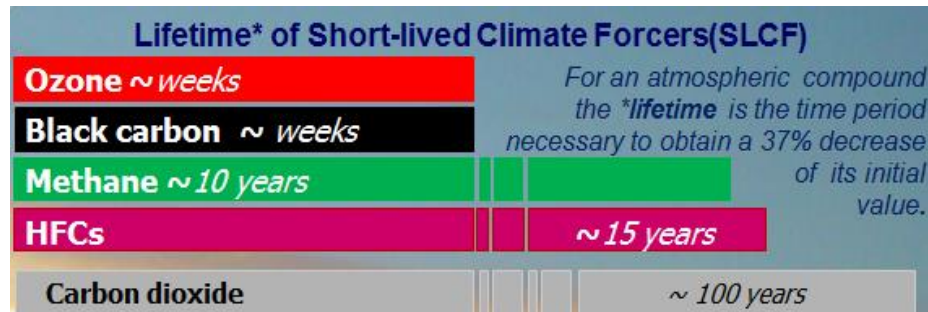 Lifetime* of Short-lived Climate Forcers(SLCF)
Ozone ~ weeks
For an atmospheric compound
the *lifetime is the time period
necessary to obtain a 37% decrease
of its initial
value.
Black carbon ~ weeks
Methane ~ 10 years
HFCs ~ 15 years
Carbon dioxide ~ 100 years